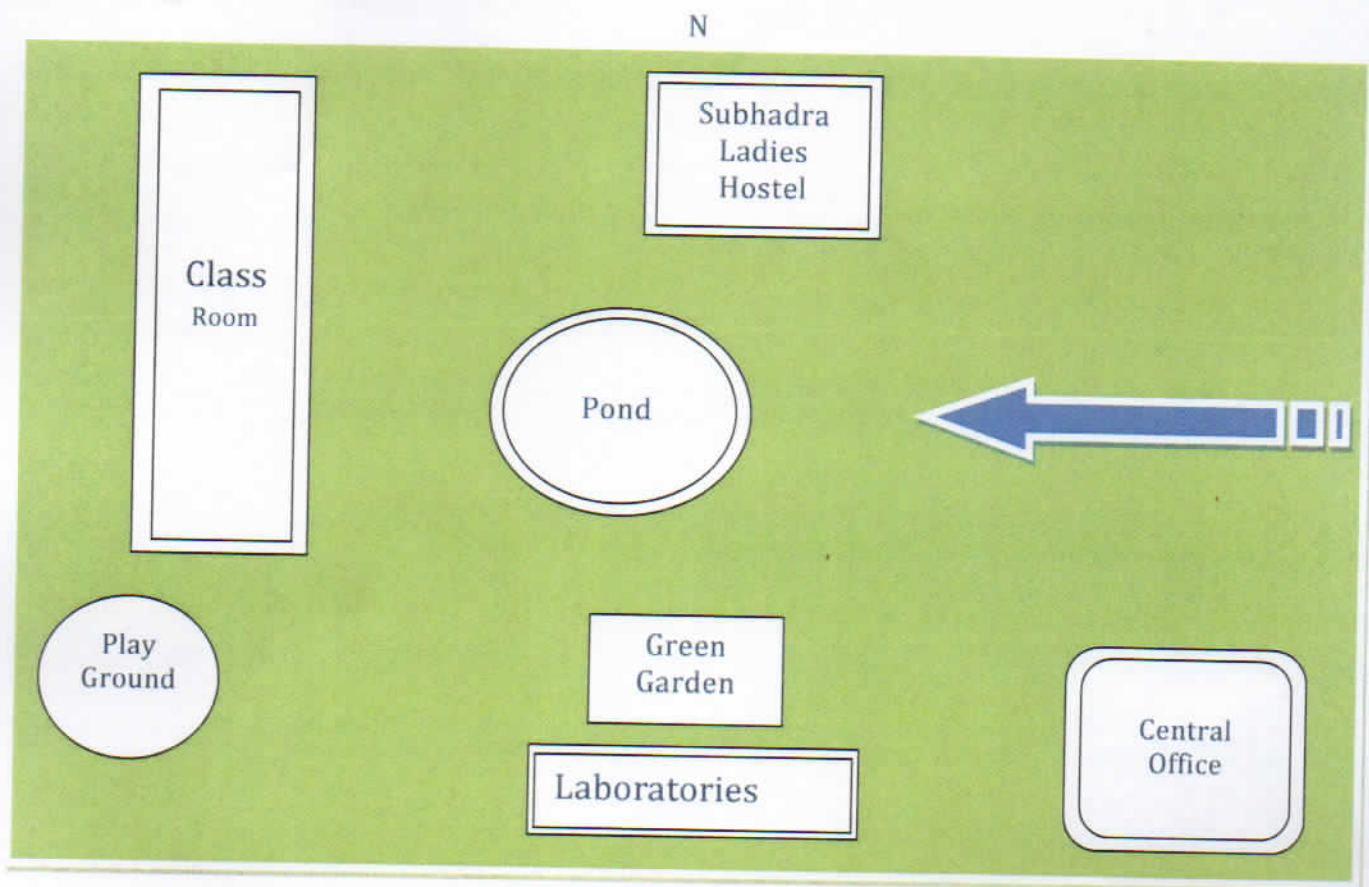 N
Subhadra
Ladies
Hostel
Class
Room
Pond
Play
Ground
Green
Garden
Central
Office
Laboratories